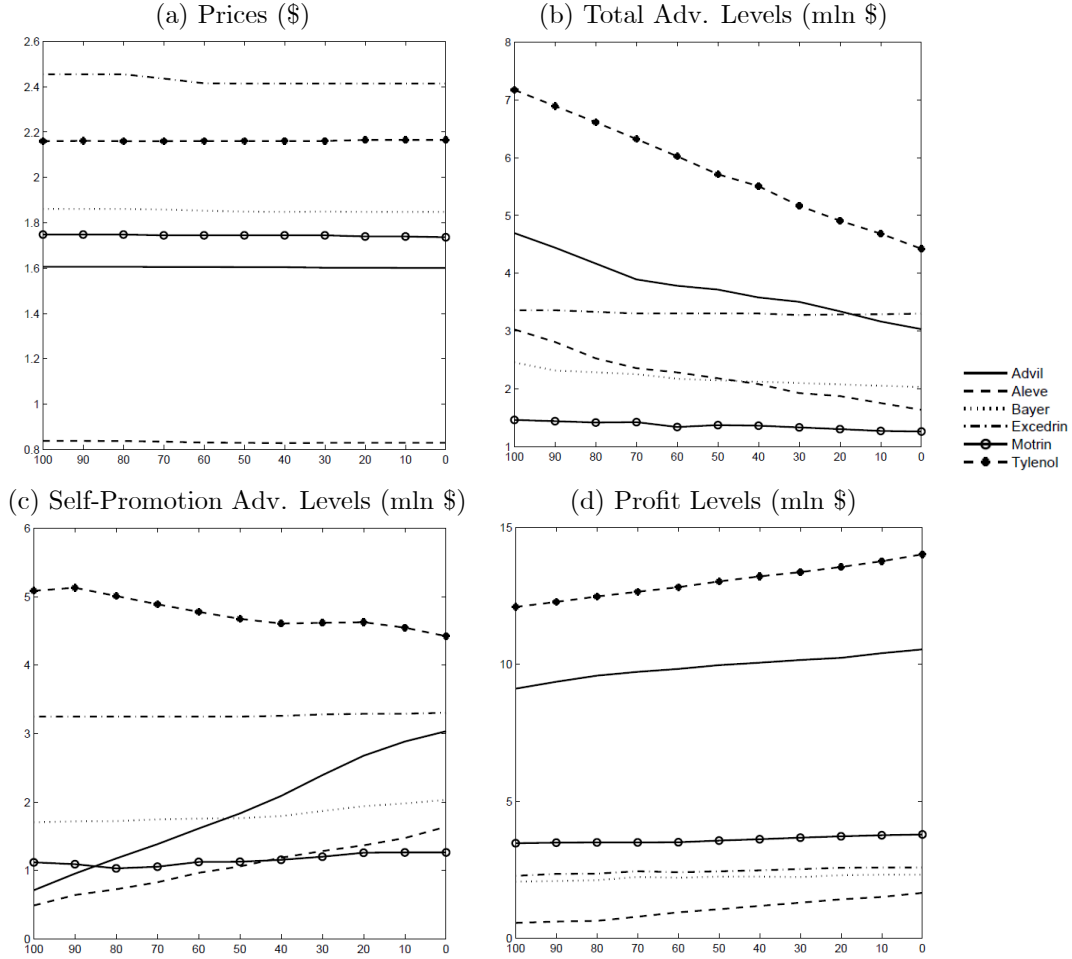 (a) Prices ($)
2.6
2.4
2.2
2
1.8
1.6
1.4
1.2
1
0.8
100 90 80 70 60 50 40 30 20 10 0
(b) Total Adv. Levels (mln $)
8
7
6
5
4
3
2
1
100 90 80 70 60 50 40 30 20 10 0
Advil
Aleve
Bayer
Excedrin
Motrin
Tylenol
(c) Self-Promotion Adv. Levels (mln $)
6
5
4
3
2
1
0
100 90 80 70 60 50 40 30 20 10 0
(d) Profit Levels (mln $)
15
10
5
0
100 90 80 70 60 50 40 30 20 10 0